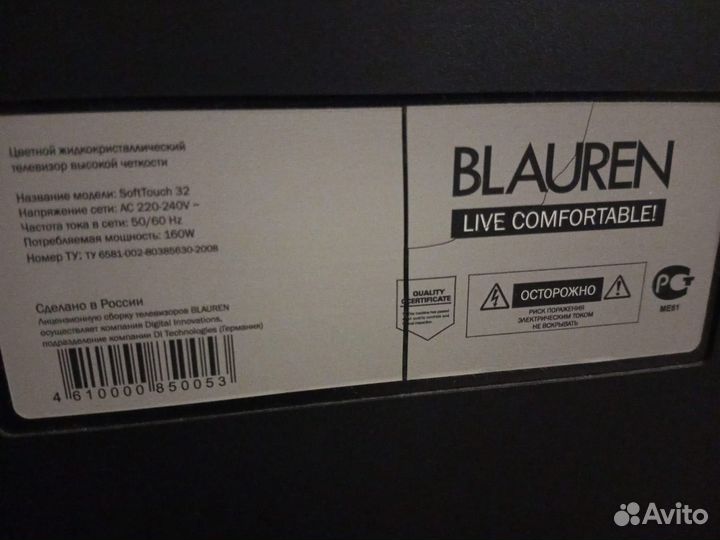 Цветной жидкокристаллический
телевизор высокой четкости
Название модели: SoftTouch 32
Напряжение сети: AC 220-240V ~
Частота тока в сети: 50/60 Hz
Потребляемая мощность: 160W
Номер ТУ: ТУ 6581-002-80385630-2008
Сделано в России
Лицензионную сборку телевизоров BLAUREN
осуществляет компания Digital Innovations,
подразделение компании DI Technologies (Германия)
4 610000 850053
BLAUREN
LIVE COMFORTABLE!
QUALITY
CERTIFICATE
ОСТОРОЖНО
РИСК ПОРАЖЕНИЯ
ЭЛЕКТРИЧЕСКИМ ТОКОМ
НЕ ВСКРЫВАТЬ
РСТ
ME61
Avito